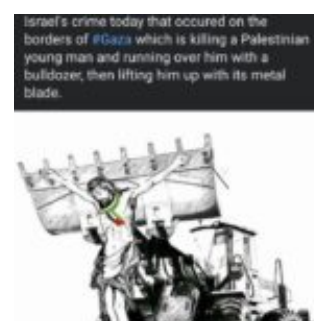 Israel's crime today that occured on the
borders of #Gaza which is killing a Palestinian
young man and running over him with a
bulldozer, then lifting him up with its metal
blade.